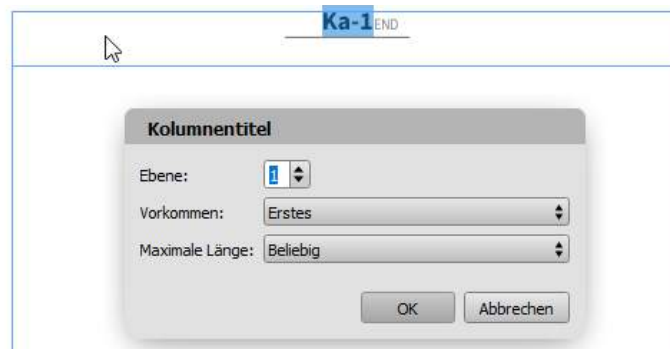 Ka-1END
Kolumnentitel
Ebene: 1
Vorkommen: Erstes
Maximale Länge: Beliebig
OK Abbrechen